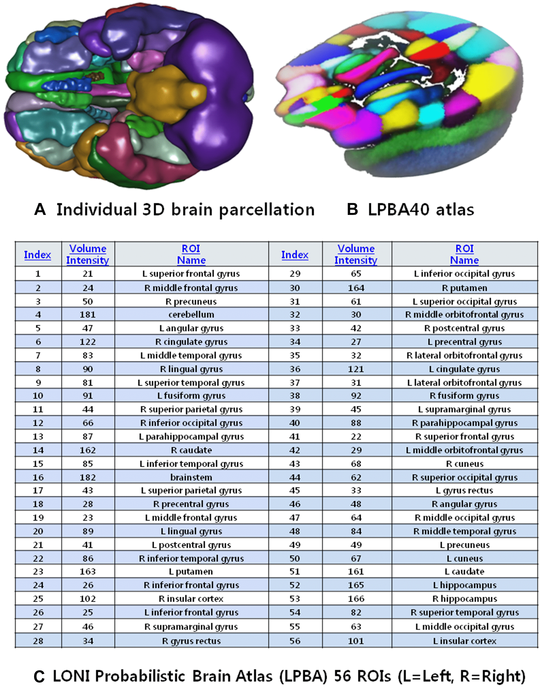 A Individual 3D brain parcellation
B LPBA40 atlas
Index Volume Intensity ROI Name Index Volume Intensity ROI Name
1 21 L superior frontal gyrus 29 65 L inferior occipital gyrus
2 24 R middle frontal gyrus 30 164 R putamen
3 50 R precuneus 31 61 L superior occipital gyrus
4 181 cerebellum 32 30 R middle orbitofrontal gyrus
5 47 L angular gyrus 33 42 R postcentral gyrus
6 122 R cingulate gyrus 34 27 L precentral gyrus
7 83 L middle temporal gyrus 35 32 R lateral orbitofrontal gyrus
8 90 R lingual gyrus 36 121 L cingulate gyrus
9 81 L superior temporal gyrus 37 31 L lateral orbitofrontal gyrus
10 91 L fusiform gyrus 38 92 R fusiform gyrus
11 44 R superior parietal gyrus 39 45 L supramarginal gyrus
12 66 R inferior occipital gyrus 40 88 R parahippocampal gyrus
13 87 L parahippocampal gyrus 41 22 R superior frontal gyrus
14 162 R caudate 42 29 L middle orbitofrontal gyrus
15 85 L inferior temporal gyrus 43 68 R cuneus
16 182 brainstem 44 62 R superior occipital gyrus
17 43 L superior parietal gyrus 45 33 L gyrus rectus
18 28 R precentral gyrus 46 48 R angular gyrus
19 23 L middle frontal gyrus 47 64 R middle occipital gyrus
20 89 L lingual gyrus 48 84 R middle temporal gyrus
21 41 L postcentral gyrus 49 49 L precuneus
22 86 R inferior temporal gyrus 50 67 L cuneus
23 163 L putamen 51 161 L caudate
24 26 R inferior frontal gyrus 52 165 L hippocampus
25 102 R insular cortex 53 166 R hippocampus
26 25 L inferior frontal gyrus 54 82 R superior temporal gyrus
27 46 R supramarginal gyrus 55 63 L middle occipital gyrus
28 34 R gyrus rectus 56 101 L insular cortex
C LONI Probabilistic Brain Atlas (LPBA) 56 ROIs (L=Left, R=Right)